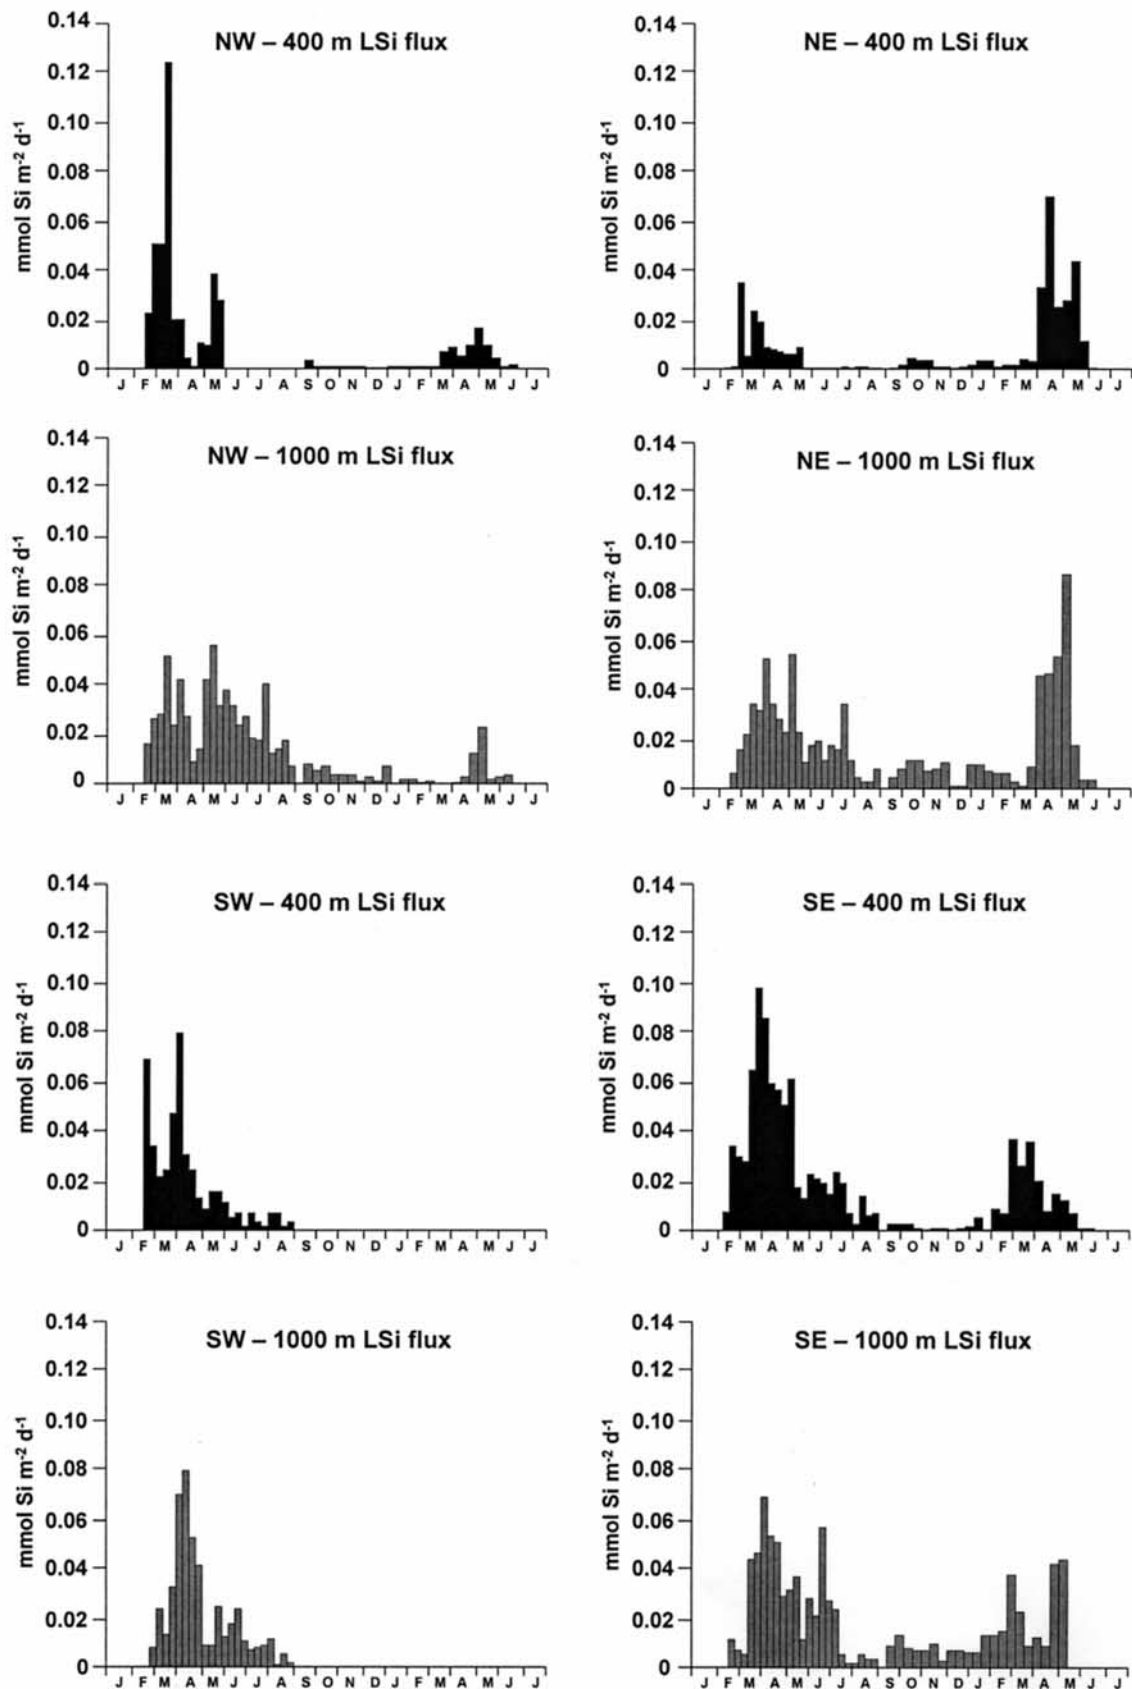 NW – 400 m LSi flux
mmol Si m-2 d-1
0.14
0.12
0.10
0.08
0.06
0.04
0.02
0
J F M A M J J A S O N D J F M A M J J
NE – 400 m LSi flux
mmol Si m-2 d-1
0.14
0.12
0.10
0.08
0.06
0.04
0.02
0
J F M A M J J A S O N D J F M A M J J
NW – 1000 m LSi flux
mmol Si m-2 d-1
0.14
0.12
0.10
0.08
0.06
0.04
0.02
0
J F M A M J J A S O N D J F M A M J J
NE – 1000 m LSi flux
mmol Si m-2 d-1
0.14
0.12
0.10
0.08
0.06
0.04
0.02
0
J F M A M J J A S O N D J F M A M J J
SW – 400 m LSi flux
mmol Si m-2 d-1
0.14
0.12
0.10
0.08
0.06
0.04
0.02
0
J F M A M J J A S O N D J F M A M J J
SE – 400 m LSi flux
mmol Si m-2 d-1
0.14
0.12
0.10
0.08
0.06
0.04
0.02
0
J F M A M J J A S O N D J F M A M J J
SW – 1000 m LSi flux
mmol Si m-2 d-1
0.14
0.12
0.10
0.08
0.06
0.04
0.02
0
J F M A M J J A S O N D J F M A M J J
SE – 1000 m LSi flux
mmol Si m-2 d-1
0.14
0.12
0.10
0.08
0.06
0.04
0.02
0
J F M A M J J A S O N D J F M A M J J